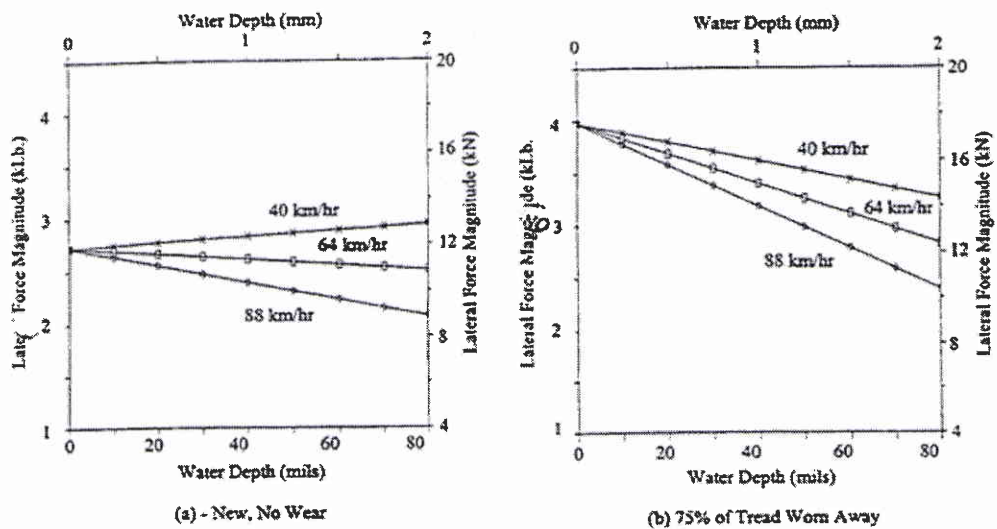 Water Depth (mm)
0 1 2
4
3
2
1
Force Magnitude (kLb.)
20
16
12
8
4
Lateral Force Magnitude (kN)
40 km/hr
64 km/hr
88 km/hr
0 20 40 60 80
Water Depth (mils)
(a) - New, No Wear
Water Depth (mm)
0 1 2
4
3
2
1
Lateral Force
(kLb.
20
16
12
8
4
Lateral Force Magnitude (kN)
40 km/hr
64 km/hr
88 km/hr
0 20 40 60 80
Water Depth (mils)
(b) 75% of Tread Worn Away